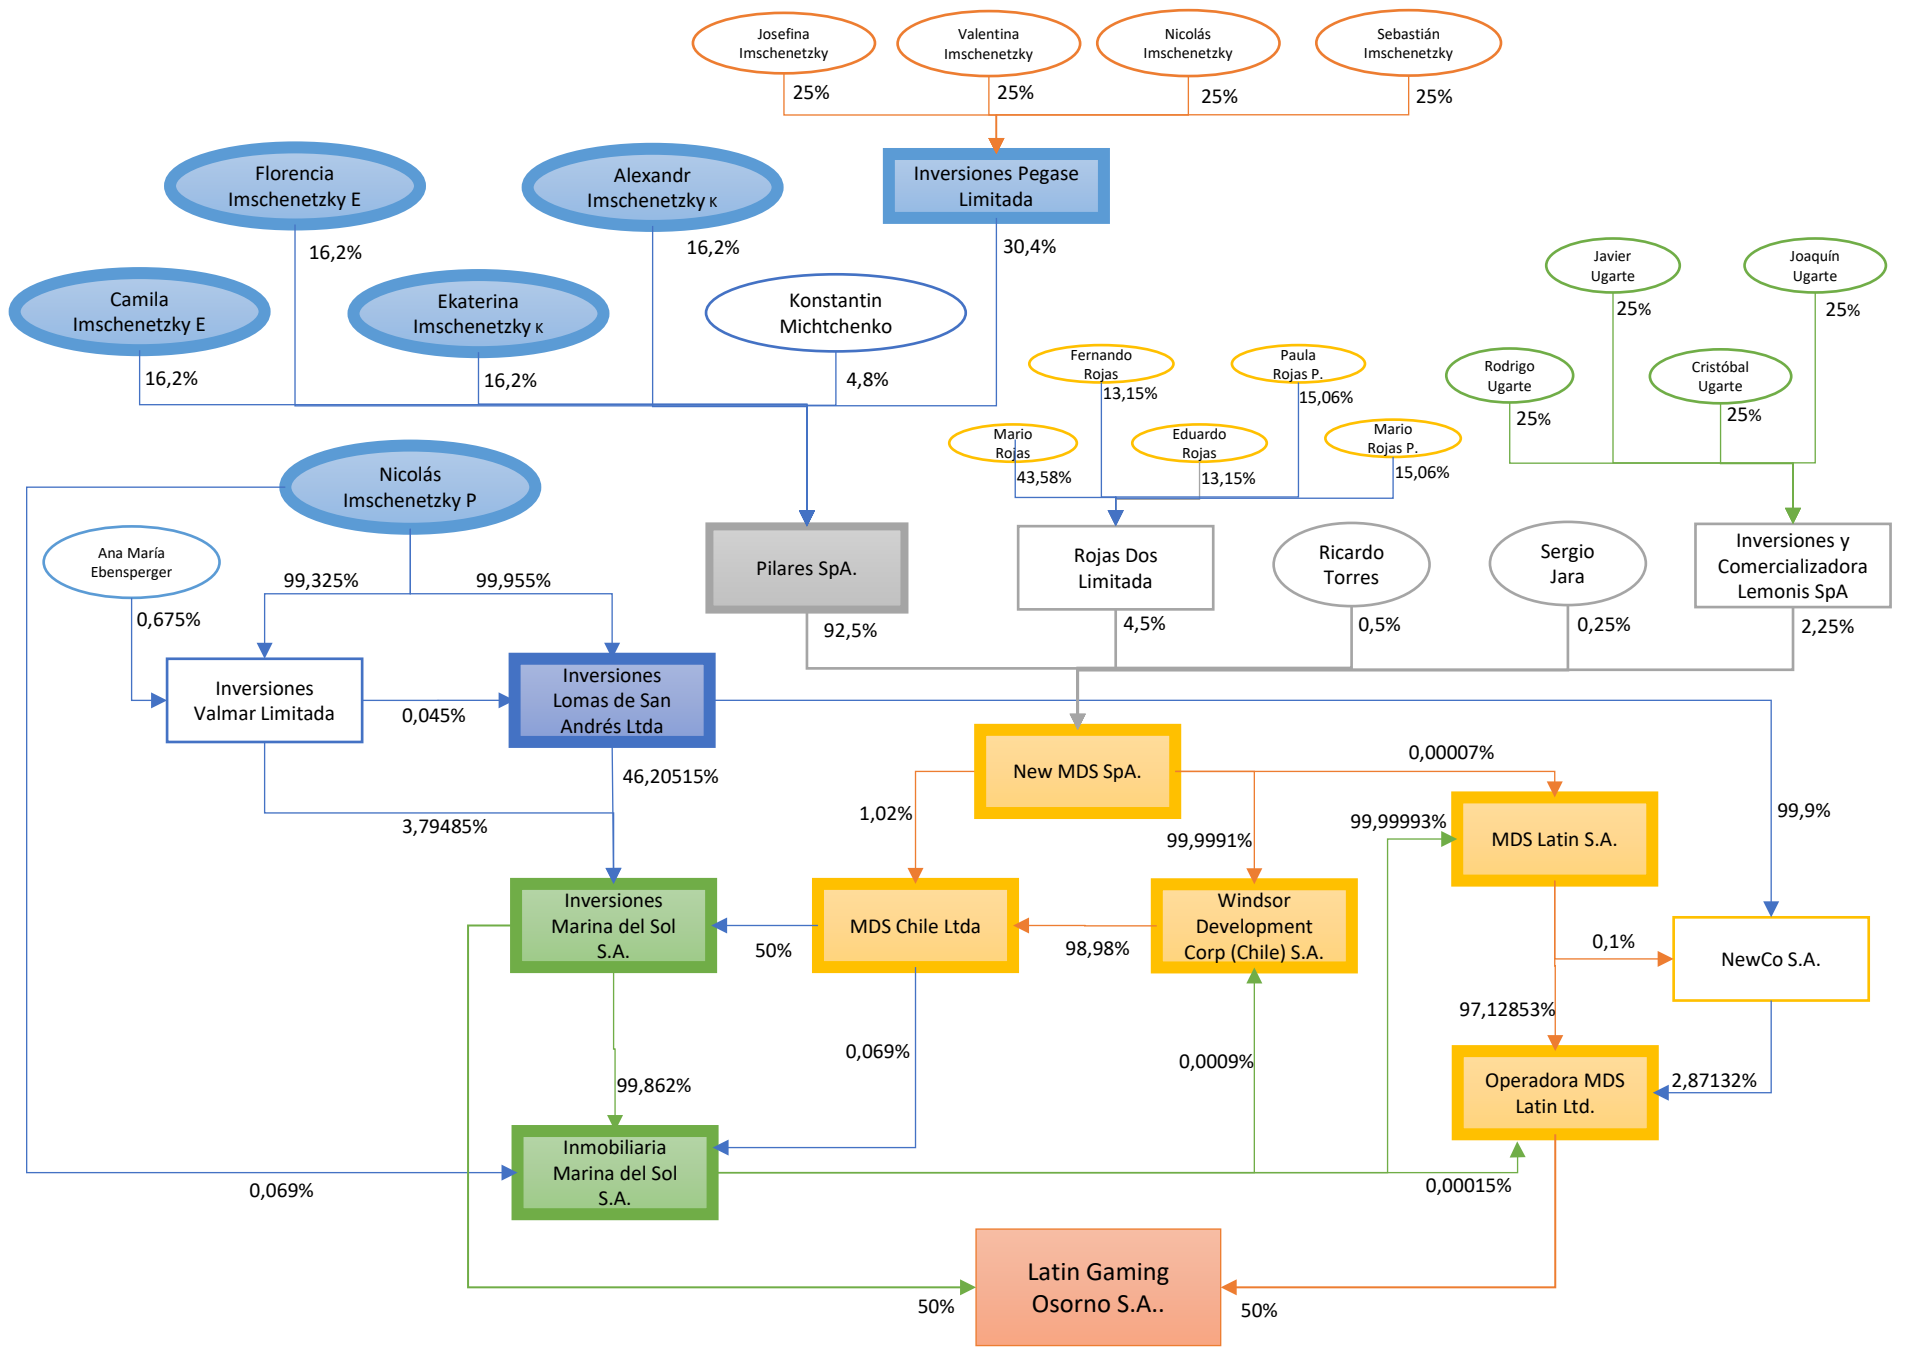 Josefina
Imschenetzky
Valentina
Imschenetzky
Nicolás
Imschenetzky
Sebastián
Imschenetzky
25%
25%
25%
25%
Florencia
Imschenetzky E
Alexandr
Imschenetzky K
Inversiones Pegase
Limitada
16,2%
16,2%
30,4%
Javier
Ugarte
Joaquín
Ugarte
25%
25%
Camila
Imschenetzky E
Ekaterina
Imschenetzky K
Konstantin
Michtchenko
16,2%
16,2%
4,8%
Fernando
Rojas
Paula
Rojas P.
13,15%
15,06%
Rodrigo
Ugarte
Cristóbal
Ugarte
25%
25%
Mario
Rojas
Eduardo
Rojas
Mario
Rojas P.
43,58%
13,15%
15,06%
Nicolás
Imschenetzky P
Ana María
Ebensperger
99,325%
99,955%
0,675%
Pilares SpA.
Rojas Dos
Limitada
Ricardo
Torres
Sergio
Jara
Inversiones y
Comercializadora
Lemonis SpA
92,5%
4,5%
0,5%
0,25%
2,25%
Inversiones
Valmar Limitada
0,045%
Inversiones
Lomas de San
Andrés Ltda
46,20515%
3,79485%
New MDS SpA.
0,00007%
1,02%
99,9991%
99,99993%
MDS Latin S.A.
99,9%
Inversiones
Marina del Sol
S.A.
50%
MDS Chile Ltda
98,98%
Windsor
Development
Corp (Chile) S.A.
0,1%
NewCo S.A.
97,12853%
0,069%
0,0009%
99,862%
Operadora MDS
Latin Ltd.
2,87132%
Inmobiliaria
Marina del Sol
S.A.
0,069%
0,00015%
Latin Gaming
Osorno S.A..
50%
50%